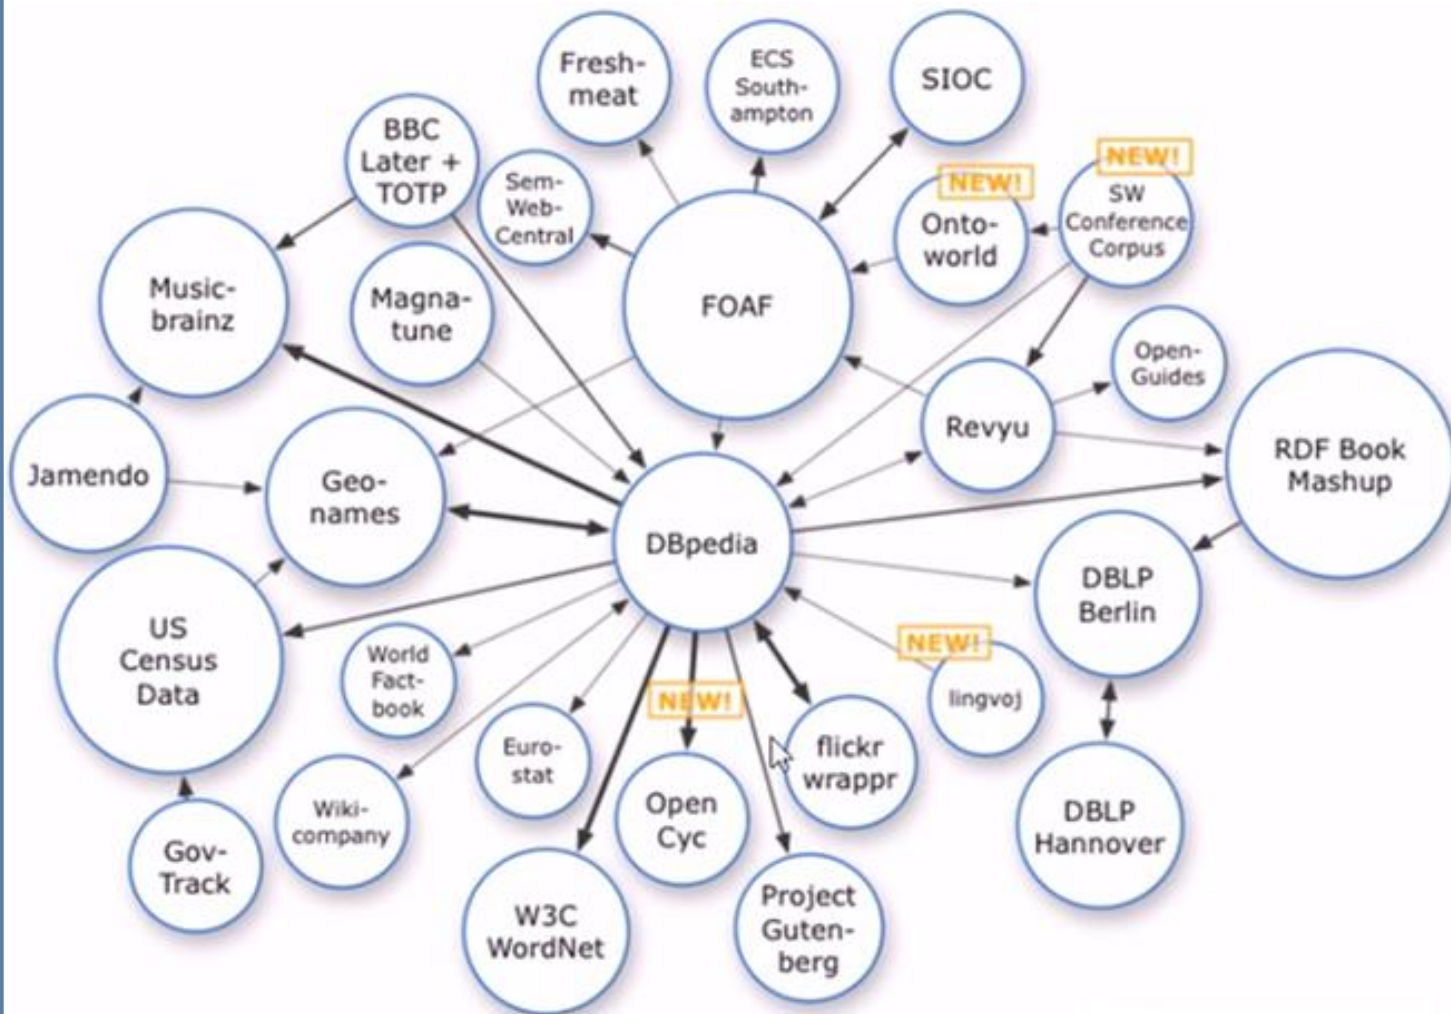 Fresh-
meat
ECS
South-
ampton
SIOC
BBC
Later +
TOTP
Sem-
Web-
Central
NEW!
Onto-
world
NEW!
SW
Conference
Corpus
Music-
brainz
Magna-
tune
FOAF
Open-
Guides
Revyu
RDF Book
Mashup
Jamendo
Geo-
names
DBpedia
DBLP
Berlin
US
Census
Data
World
Fact-
book
NEW!
lingvoj
NEW!
Euro-
stat
flickr
wrappr
Wiki-
company
Open
Cyc
DBLP
Hannover
Gov-
Track
W3C
WordNet
Project
Guten-
berg